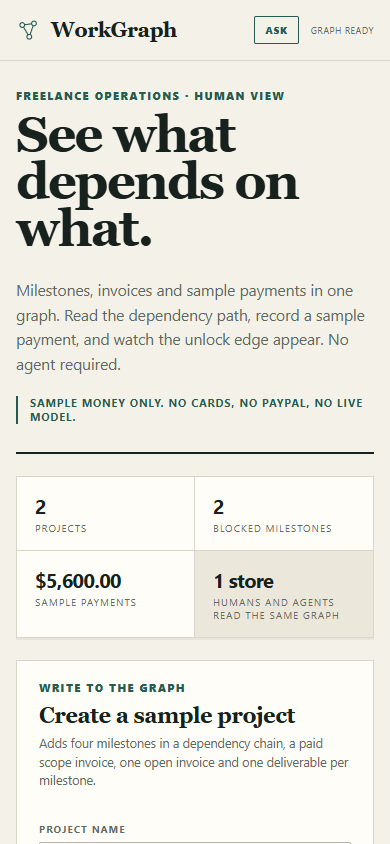 WorkGraph
ASK
GRAPH READY
FREELANCE OPERATIONS · HUMAN VIEW
See what
depends on
what.
Milestones, invoices and sample payments in one
graph. Read the dependency path, record a sample
payment, and watch the unlock edge appear. No
agent required.
SAMPLE MONEY ONLY. NO CARDS, NO PAYPAL, NO LIVE
MODEL.
2
PROJECTS
2
BLOCKED MILESTONES
$5,600.00
SAMPLE PAYMENTS
1 store
HUMANS AND AGENTS
READ THE SAME GRAPH
WRITE TO THE GRAPH
Create a sample project
Adds four milestones in a dependency chain, a paid
scope invoice, one open invoice and one deliverable per
milestone.
PROJECT NAME